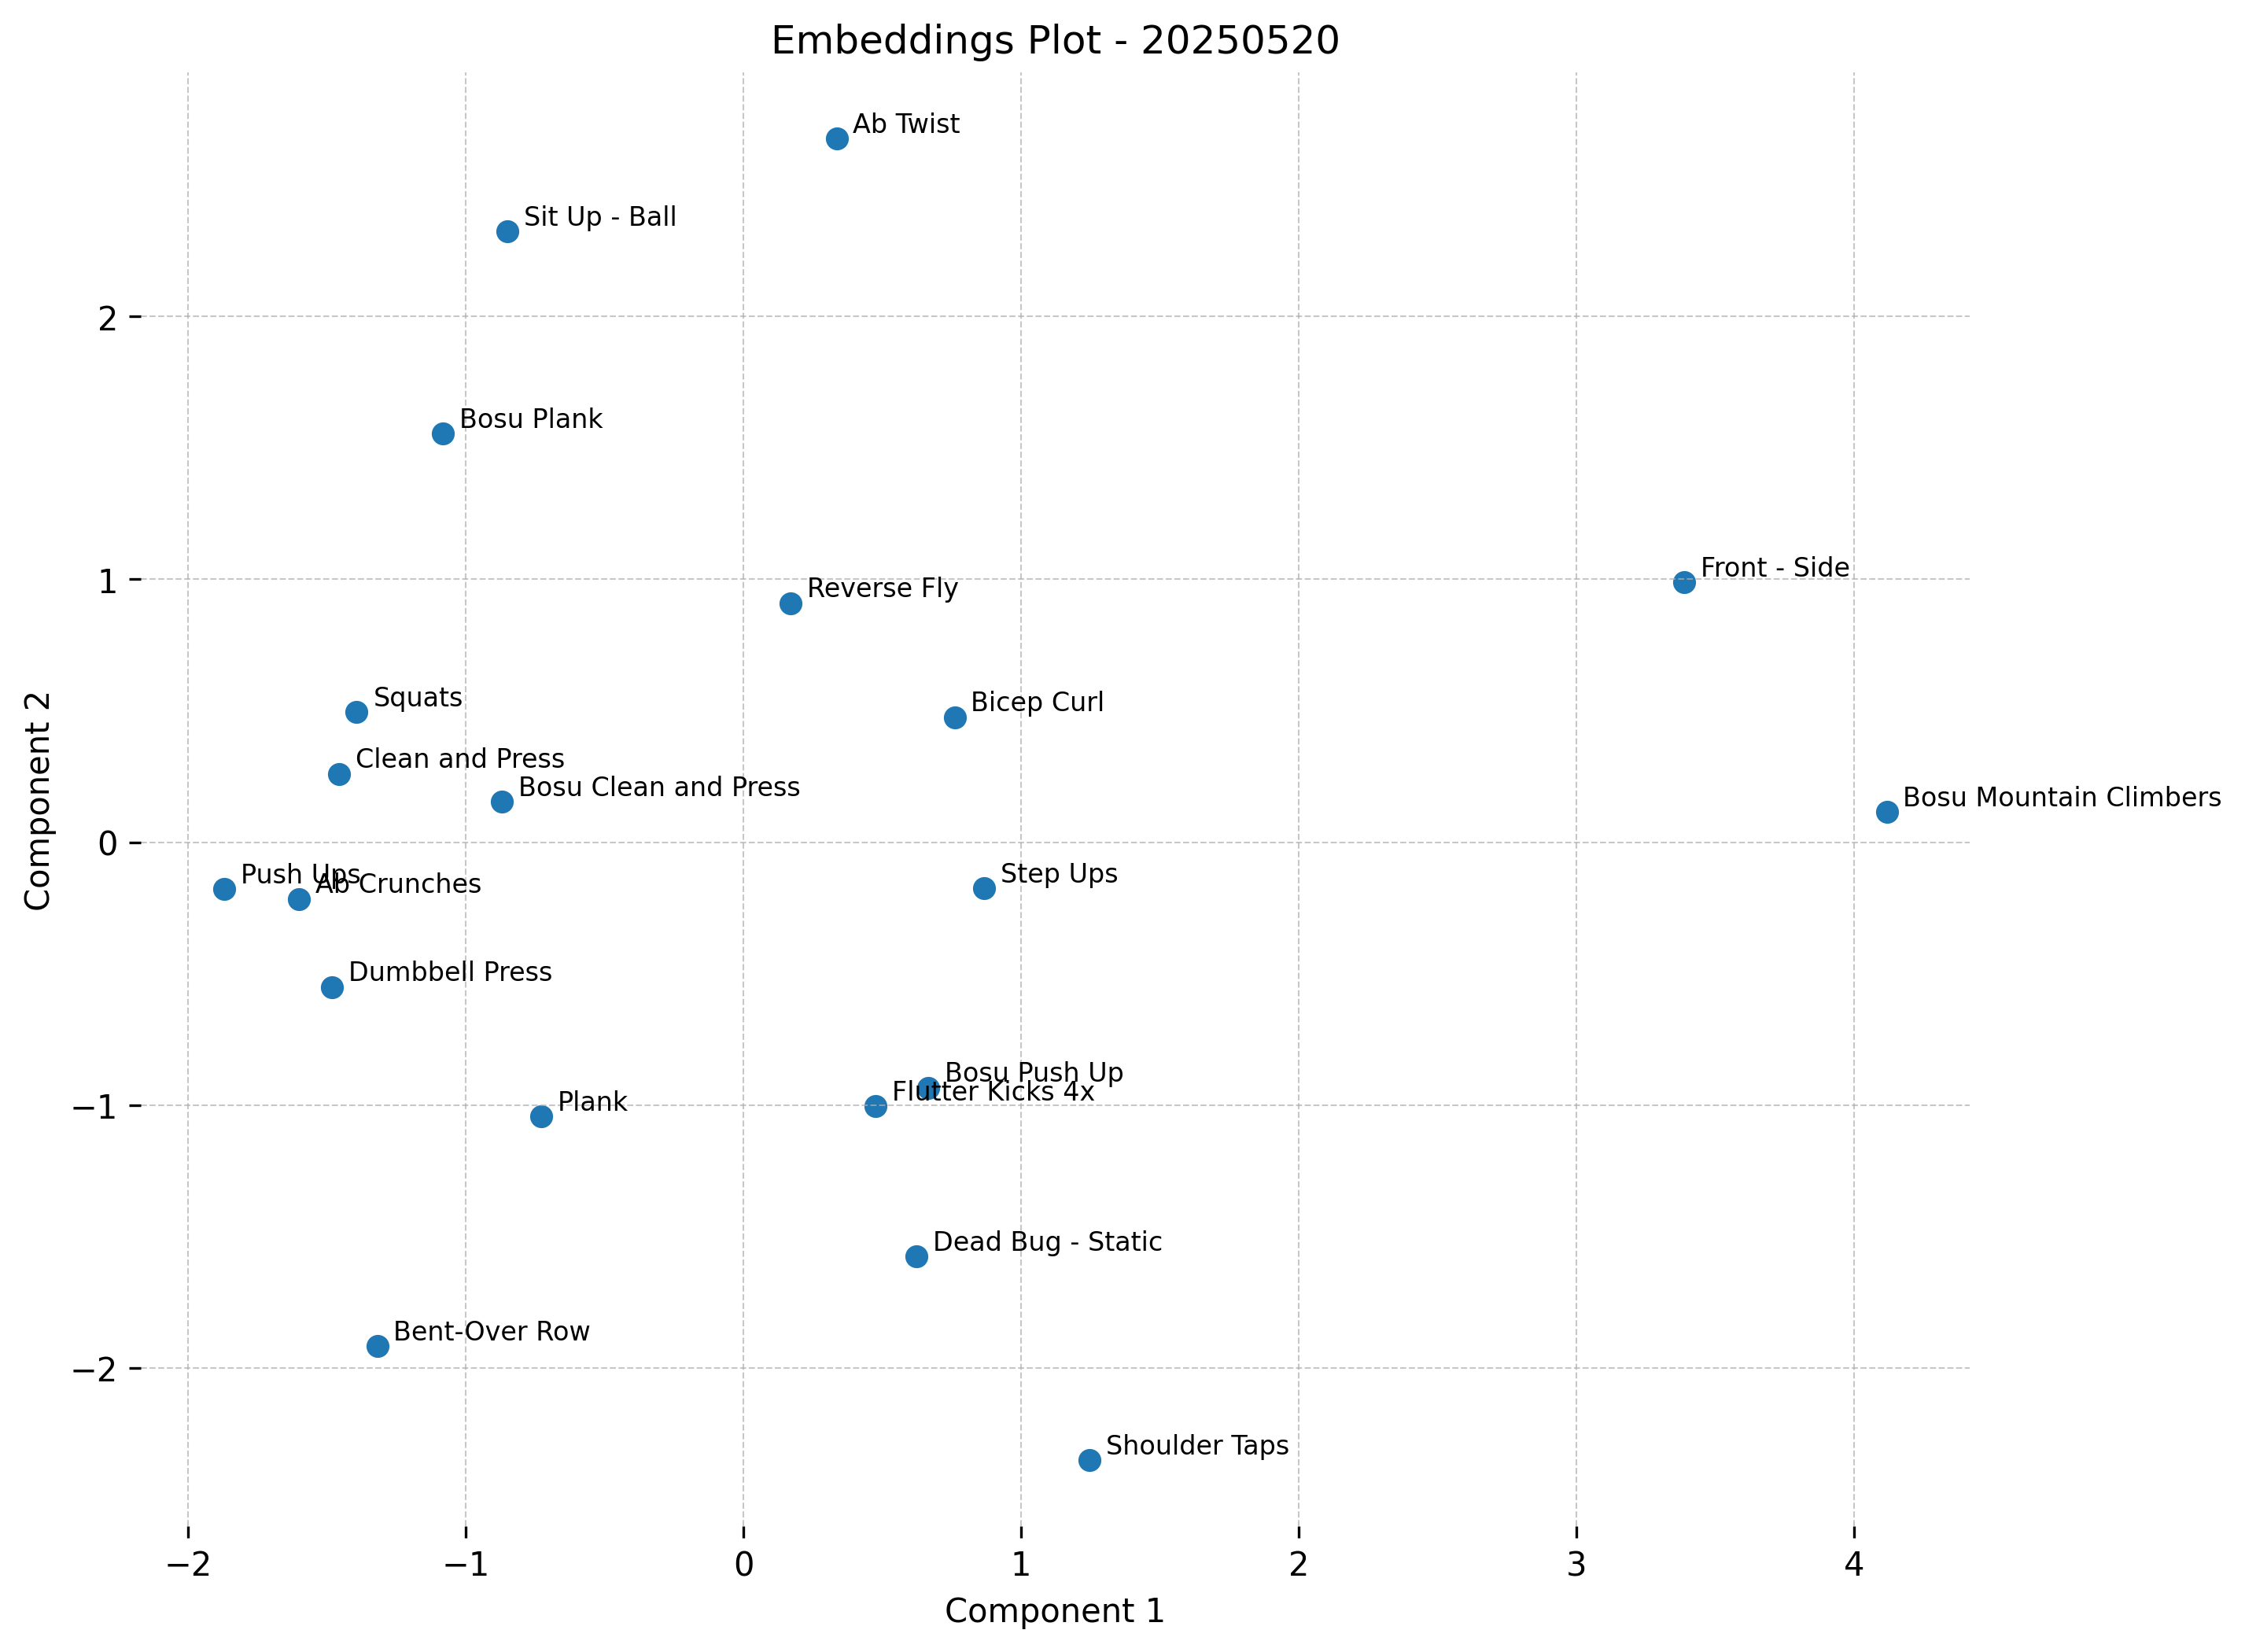 Embeddings Plot - 20250520
Ab Twist
Sit Up - Ball
2
Bosu Plank
Front - Side
1
Reverse Fly
Squats
Bicep Curl
Clean and Press
Bosu Clean and Press
Bosu Mountain Climbers
Component 2
0
Push Ups
Ab Crunches
Step Ups
Dumbbell Press
Bosu Push Up
Flutter Kicks 4x
−1
Plank
Dead Bug - Static
Bent-Over Row
−2
Shoulder Taps
−2 −1 0 1 2 3 4
Component 1